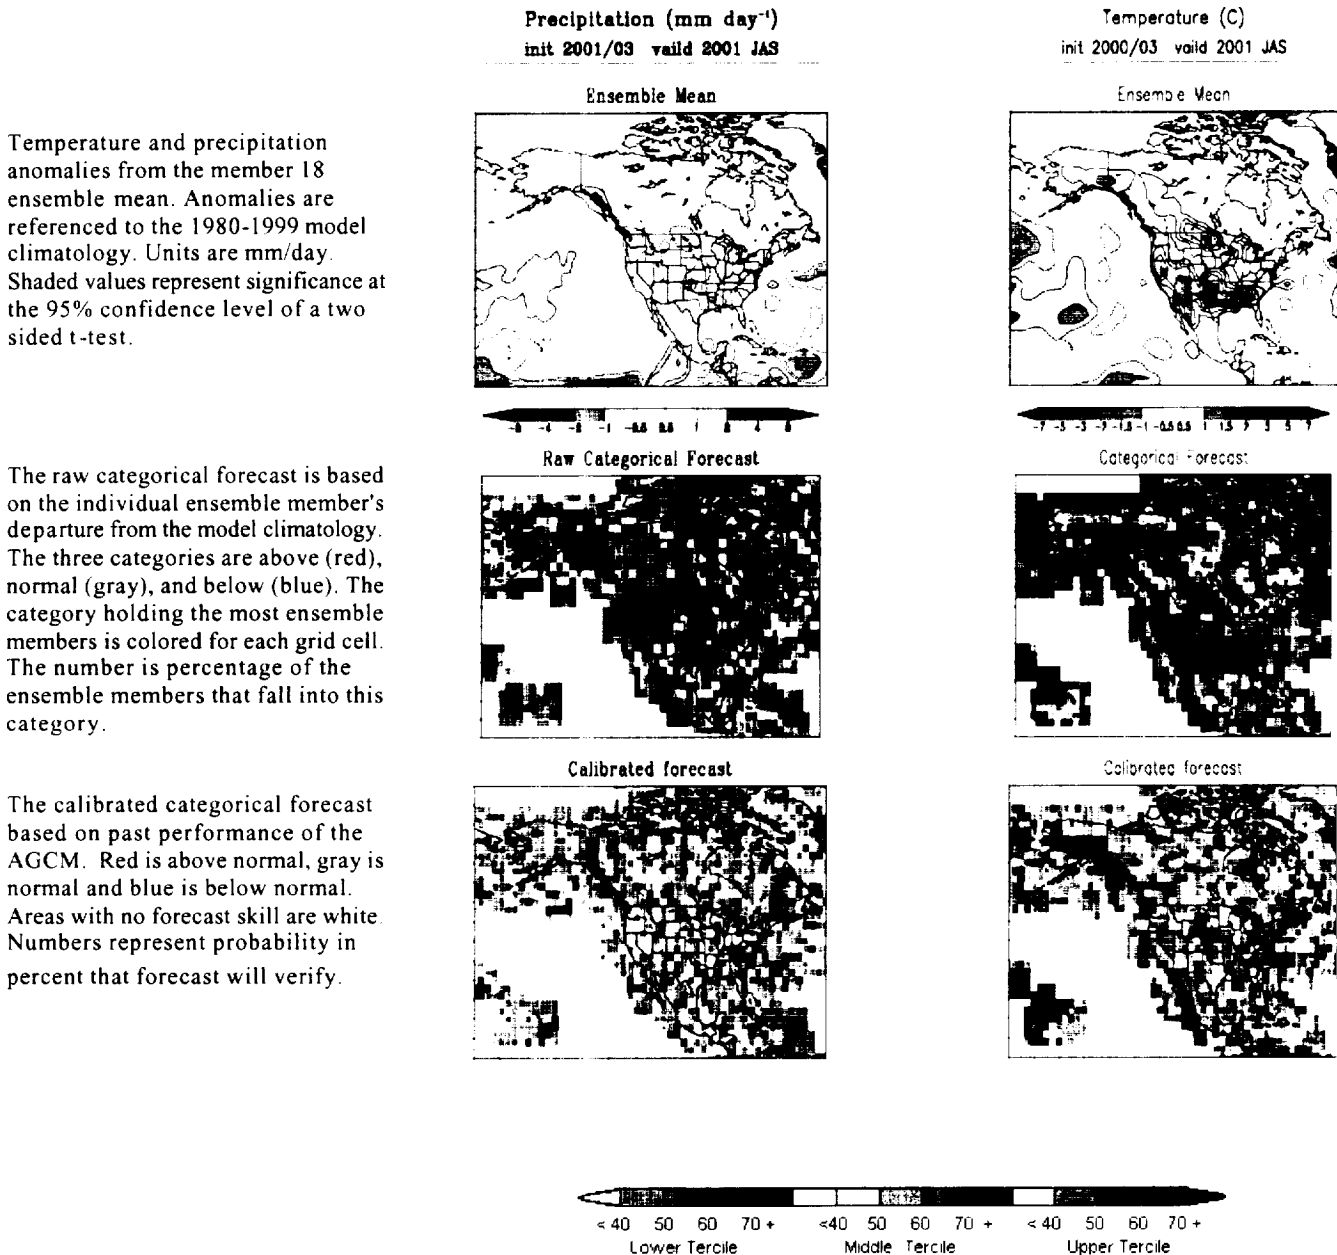 Precipitation (mm day⁻¹)
init 2001/03 vaild 2001 JAS
Temperature (C)
init 2000/03 vaild 2001 JAS
Temperature and precipitation
anomalies from the member 18
ensemble mean. Anomalies are
referenced to the 1980-1999 model
climatology. Units are mm/day.
Shaded values represent significance at
the 95% confidence level of a two
sided t-test.
Ensemble Mean
Ensemble Mean
The raw categorical forecast is based
on the individual ensemble member's
departure from the model climatology.
The three categories are above (red),
normal (gray), and below (blue). The
category holding the most ensemble
members is colored for each grid cell.
The number is percentage of the
ensemble members that fall into this
category.
Raw Categorical Forecast
Categorical Forecast
The calibrated categorical forecast
based on past performance of the
AGCM. Red is above normal, gray is
normal and blue is below normal.
Areas with no forecast skill are white.
Numbers represent probability in
percent that forecast will verify.
Calibrated forecast
Calibrated forecast
< 40 50 60 70 + <40 50 60 70 + < 40 50 60 70 +
Lower Tercile Middle Tercile Upper Tercile